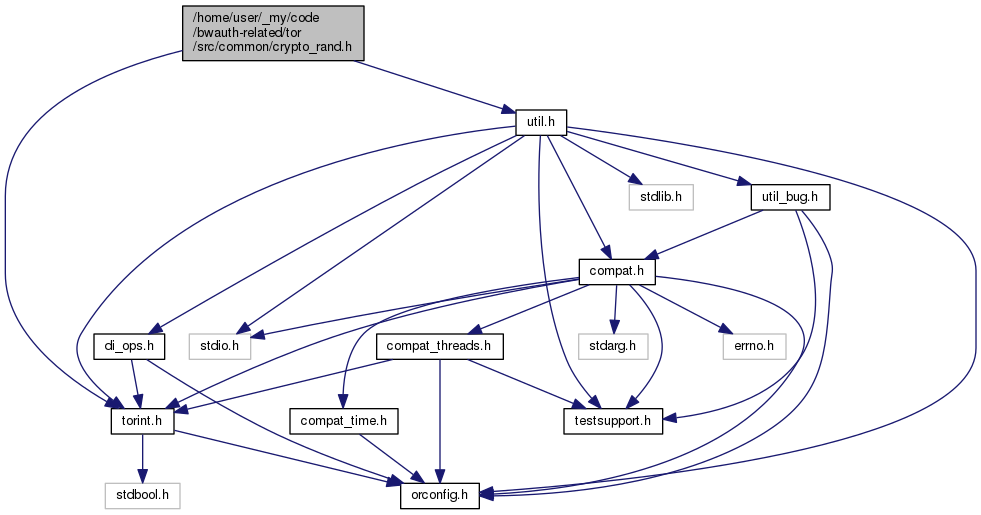 /home/user/_my/code
/bwauth-related/tor
/src/common/crypto_rand.h
util.h
stdlib.h
util_bug.h
compat.h
di_ops.h
stdio.h
compat_threads.h
stdarg.h
errno.h
torint.h
compat_time.h
testsupport.h
stdbool.h
orconfig.h